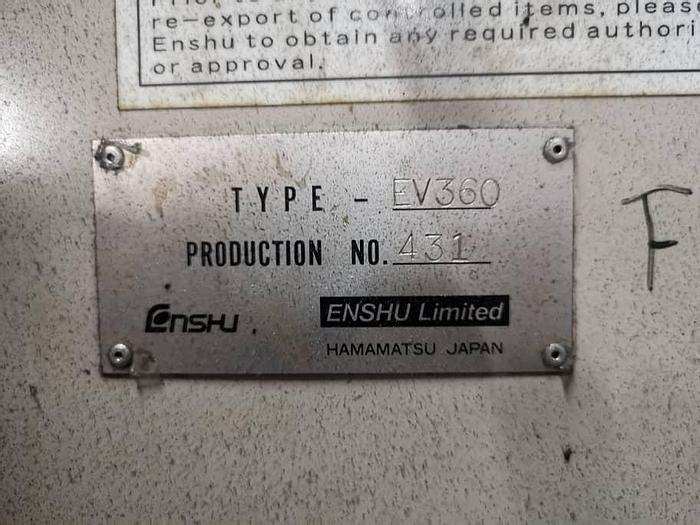 re-export of controlled items, pleas
Enshu to obtain any required authori
or approval.
TYPE - EV360
PRODUCTION NO. 431
Enshu
ENSHU Limited
HAMAMATSU JAPAN
F